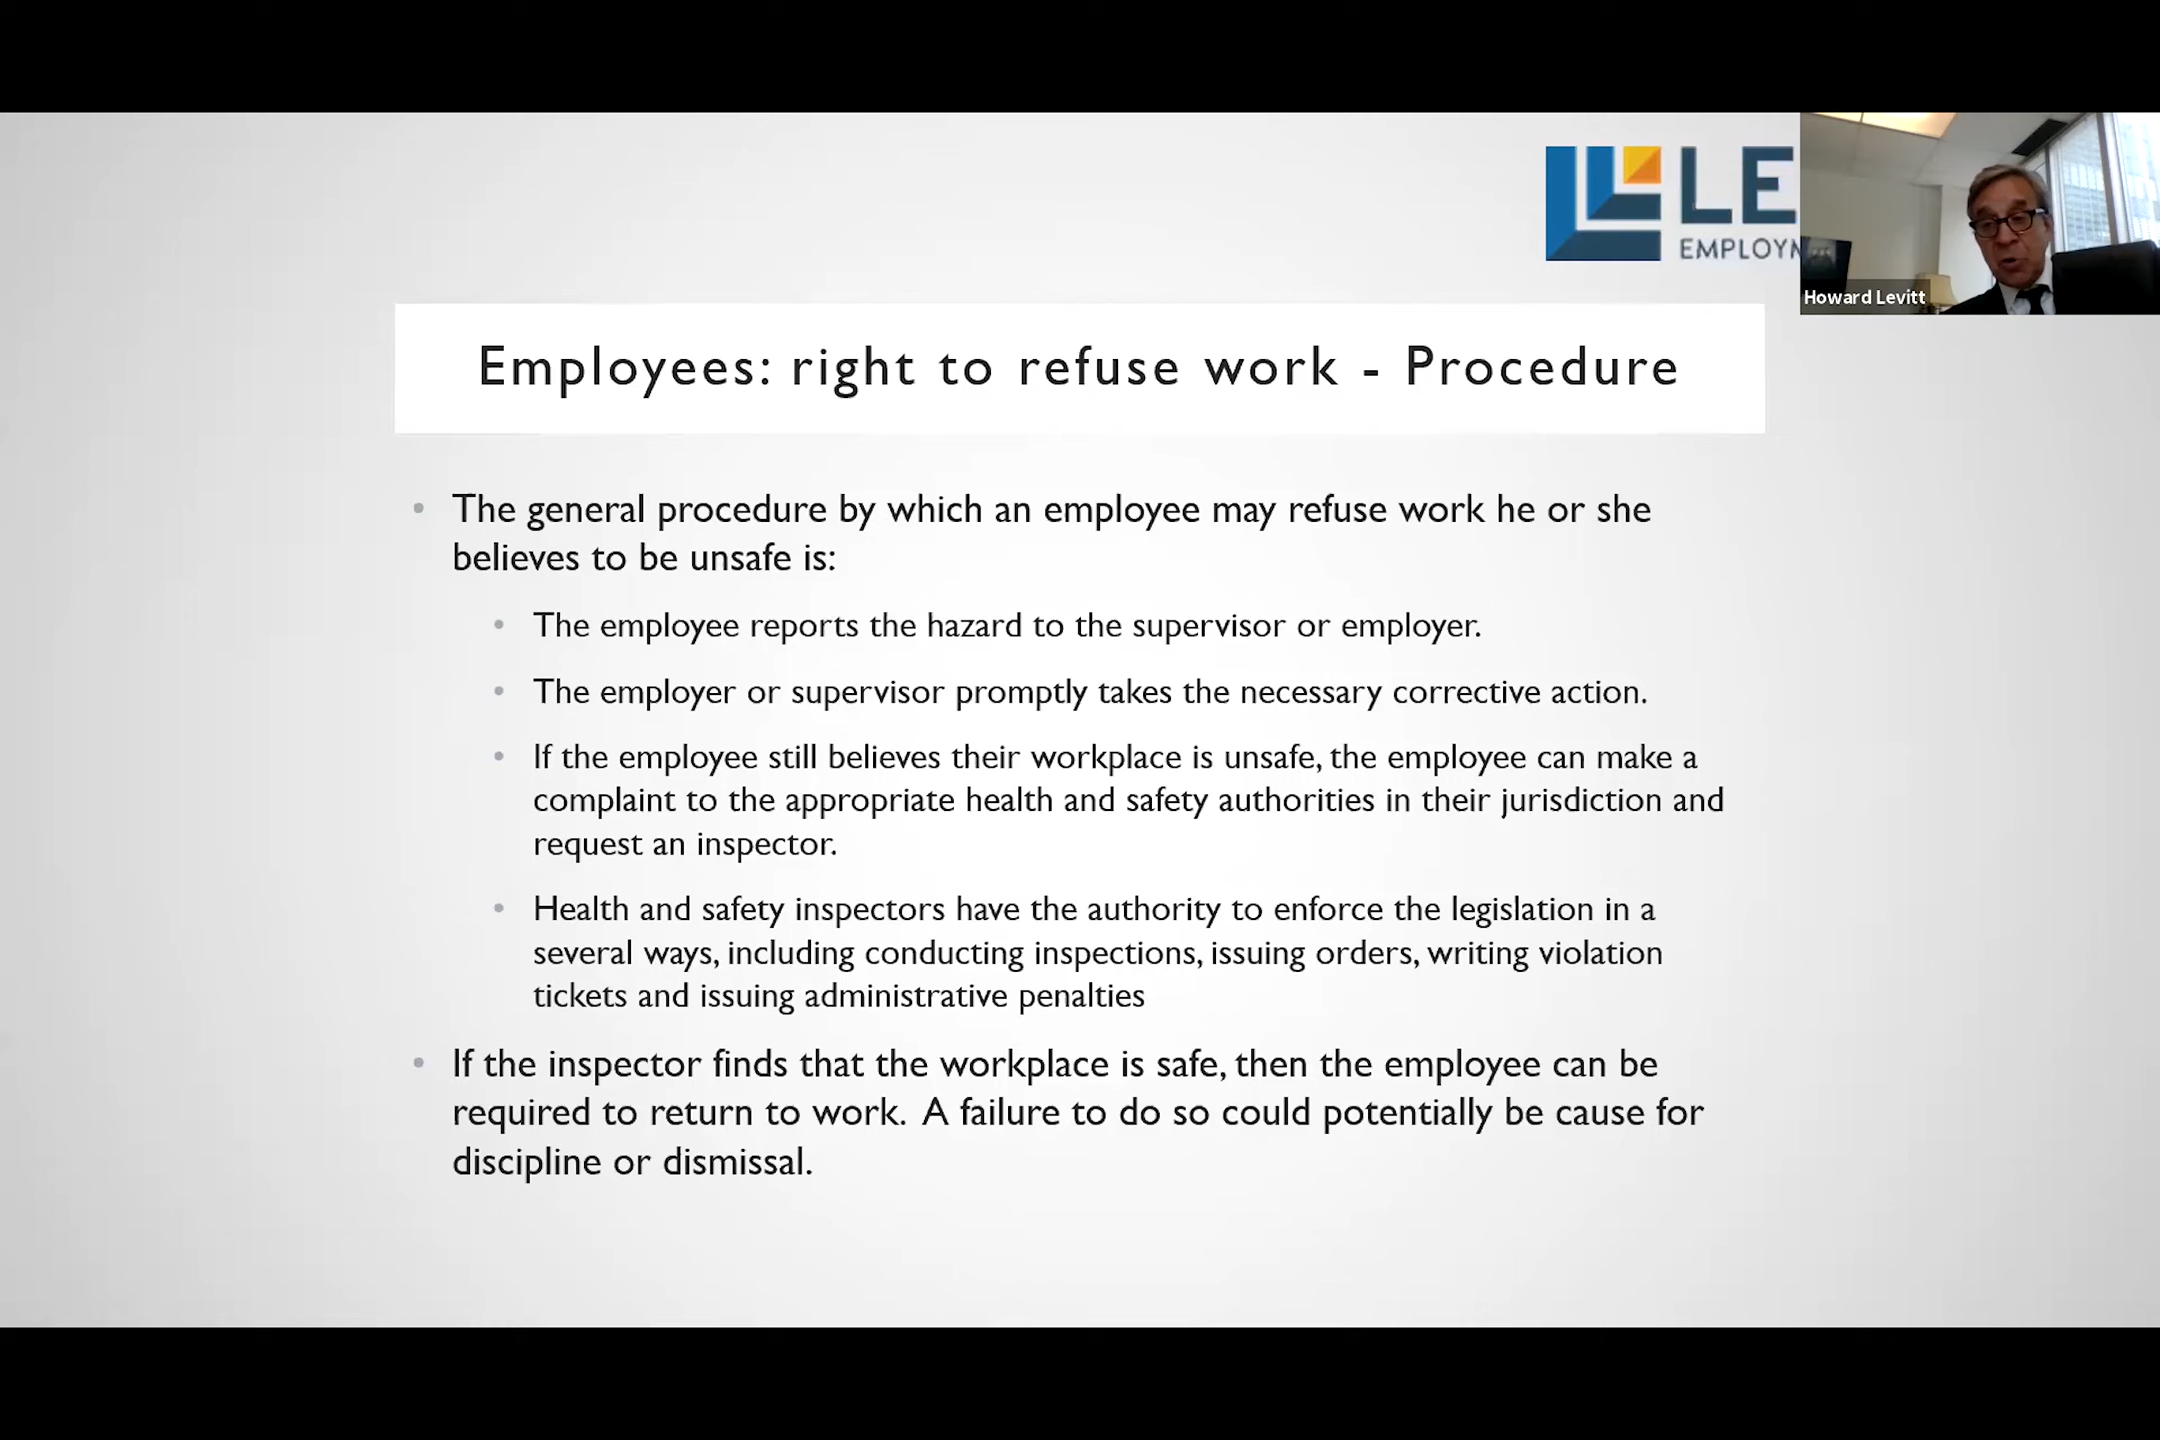 LE
EMPLOY
Howard Levitt
Employees: right to refuse work - Procedure
• The general procedure by which an employee may refuse work he or she
believes to be unsafe is:
• The employee reports the hazard to the supervisor or employer.
• The employer or supervisor promptly takes the necessary corrective action.
• If the employee still believes their workplace is unsafe, the employee can make a
complaint to the appropriate health and safety authorities in their jurisdiction and
request an inspector.
• Health and safety inspectors have the authority to enforce the legislation in a
several ways, including conducting inspections, issuing orders, writing violation
tickets and issuing administrative penalties
• If the inspector finds that the workplace is safe, then the employee can be
required to return to work. A failure to do so could potentially be cause for
discipline or dismissal.